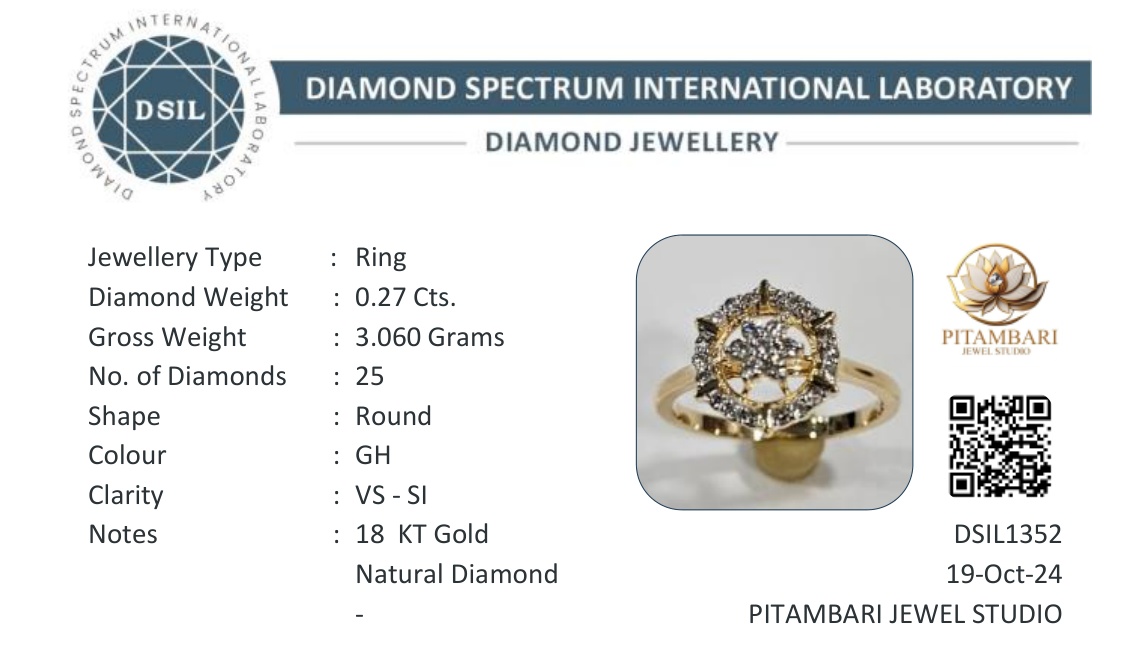 DIAMOND SPECTRUM INTERNATIONAL LABORATORY
DSIL
DIAMOND SPECTRUM INTERNATIONAL LABORATORY
DIAMOND JEWELLERY
Jewellery Type : Ring
Diamond Weight : 0.27 Cts.
Gross Weight : 3.060 Grams
No. of Diamonds : 25
Shape : Round
Colour : GH
Clarity : VS - SI
Notes : 18 KT Gold
Natural Diamond
-
PITAMBARI
JEWEL STUDIO
DSIL1352
19-Oct-24
PITAMBARI JEWEL STUDIO